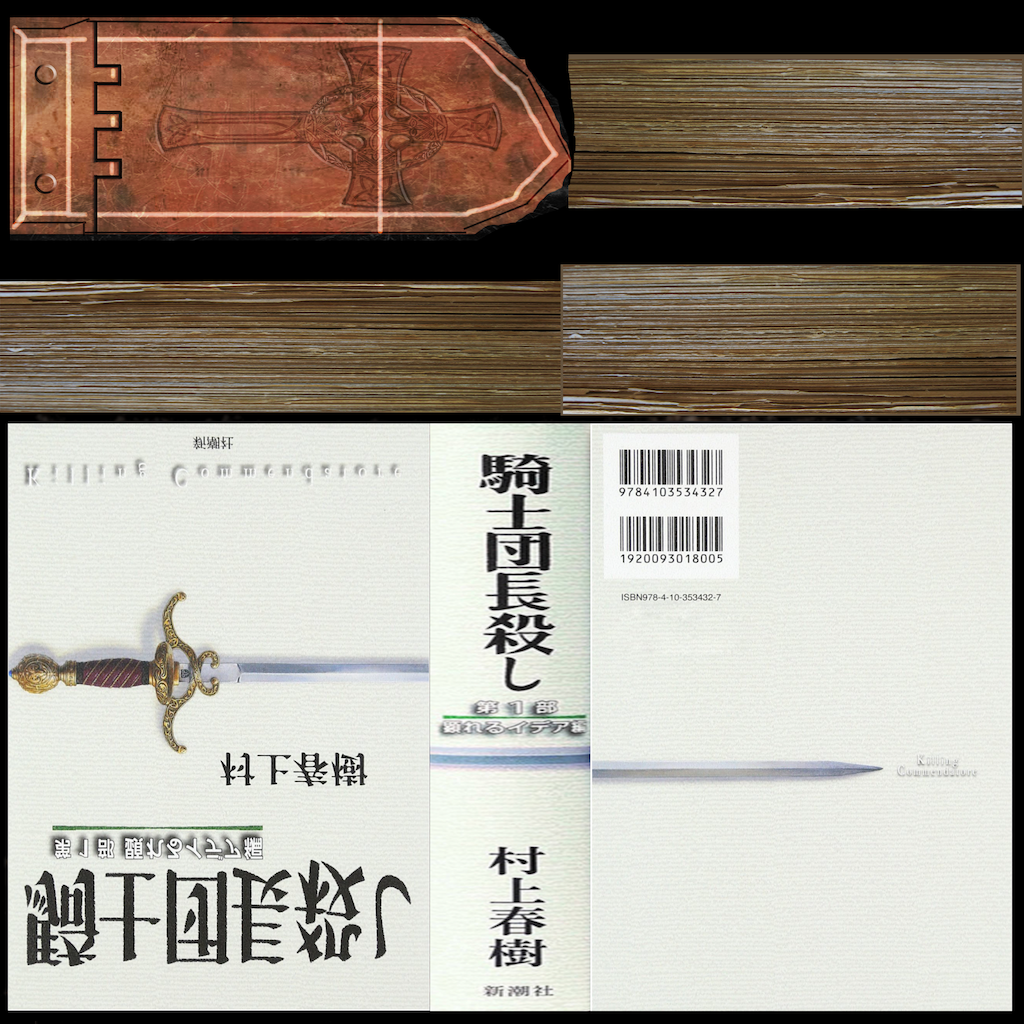 新潮社
Killing Commendatore
村上春樹
第1部 顕れるイデア編
騎士団長殺し
騎士団長殺し
第1部
顕れるイデア編
村上春樹
新潮社
9784103534327
1920093018005
ISBN978-4-10-353432-7
Killing
Commendatore